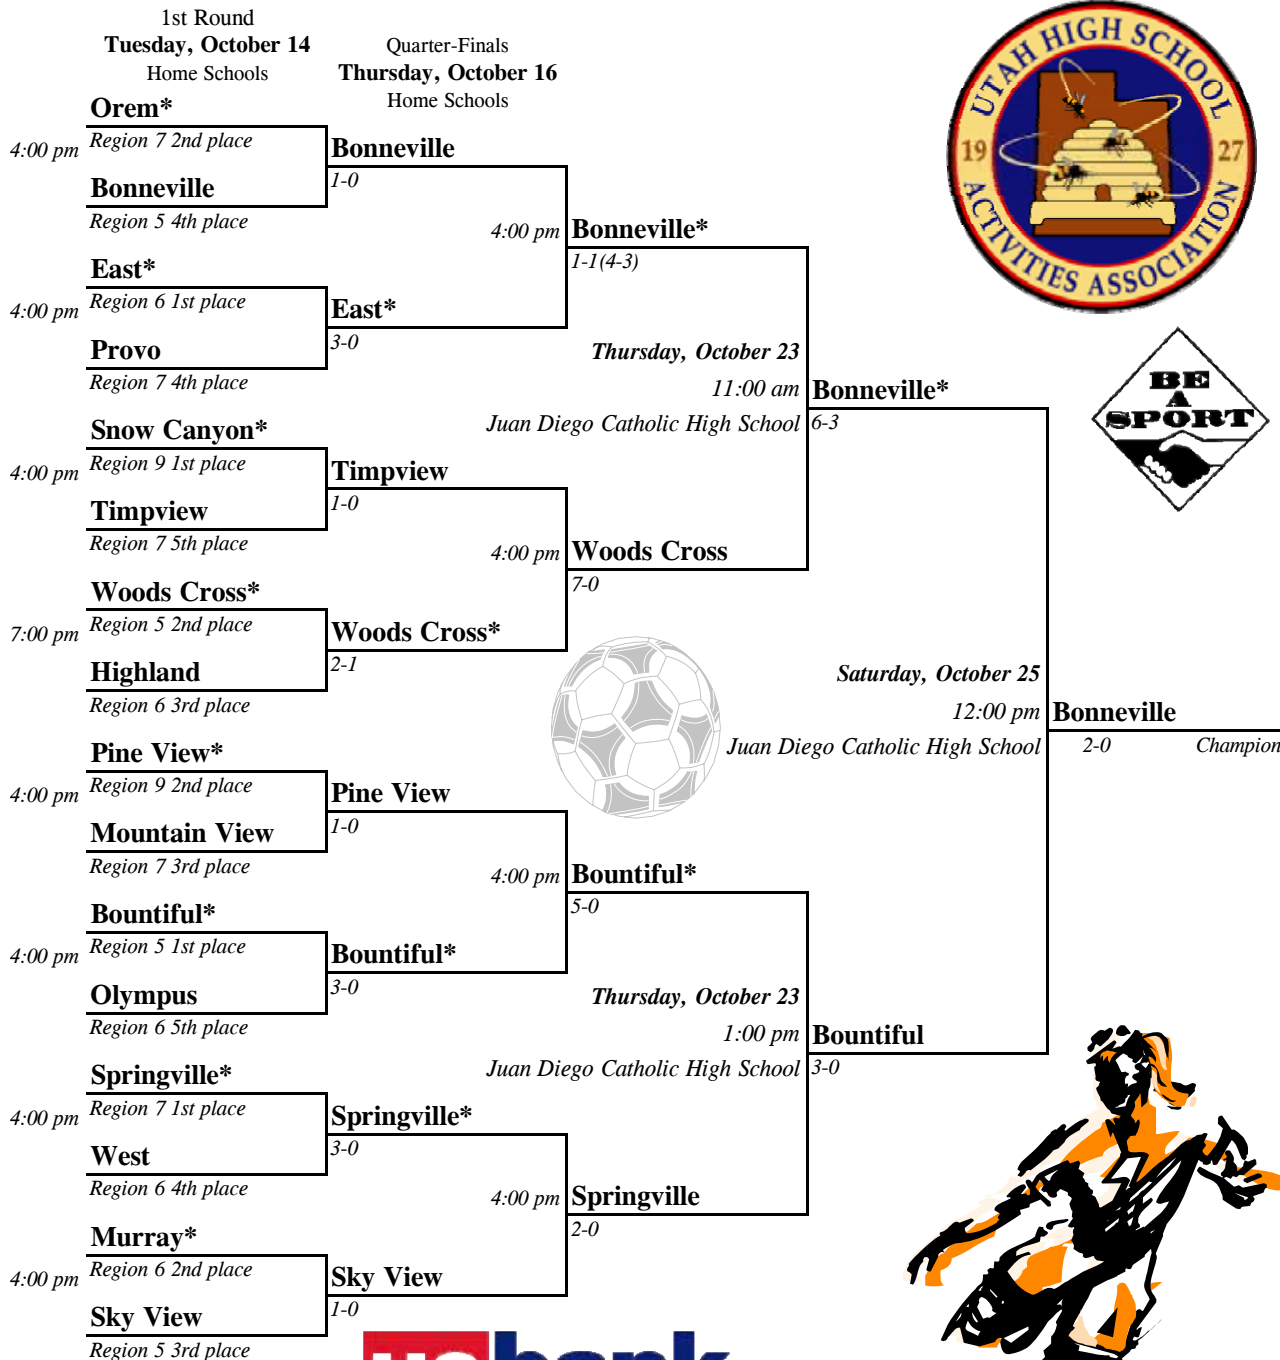 1st Round
Tuesday, October 14
Home Schools
Quarter-Finals
Thursday, October 16
Home Schools
UTAH HIGH SCHOOL
19 27
ACTIVITIES ASSOCIATION
BE
A
SPORT
Orem*
4:00 pm Region 7 2nd place
Bonneville
1-0
Bonneville
Region 5 4th place
4:00 pm Bonneville*
1-1(4-3)
East*
4:00 pm Region 6 1st place
East*
3-0
Provo
Region 7 4th place
Thursday, October 23
11:00 am
Juan Diego Catholic High School
Bonneville*
6-3
Snow Canyon*
4:00 pm Region 9 1st place
Timpview
1-0
Timpview
Region 7 5th place
4:00 pm Woods Cross
7-0
Woods Cross*
7:00 pm Region 5 2nd place
Woods Cross*
2-1
Highland
Region 6 3rd place
Saturday, October 25
12:00 pm
Juan Diego Catholic High School
Bonneville
2-0 Champion
Pine View*
4:00 pm Region 9 2nd place
Pine View
1-0
Mountain View
Region 7 3rd place
4:00 pm Bountiful*
5-0
Bountiful*
4:00 pm Region 5 1st place
Bountiful*
3-0
Olympus
Region 6 5th place
Thursday, October 23
1:00 pm
Juan Diego Catholic High School
Bountiful
3-0
Springville*
4:00 pm Region 7 1st place
Springville*
3-0
West
Region 6 4th place
4:00 pm Springville
2-0
Murray*
4:00 pm Region 6 2nd place
Sky View
1-0
Sky View
Region 5 3rd place
usbank